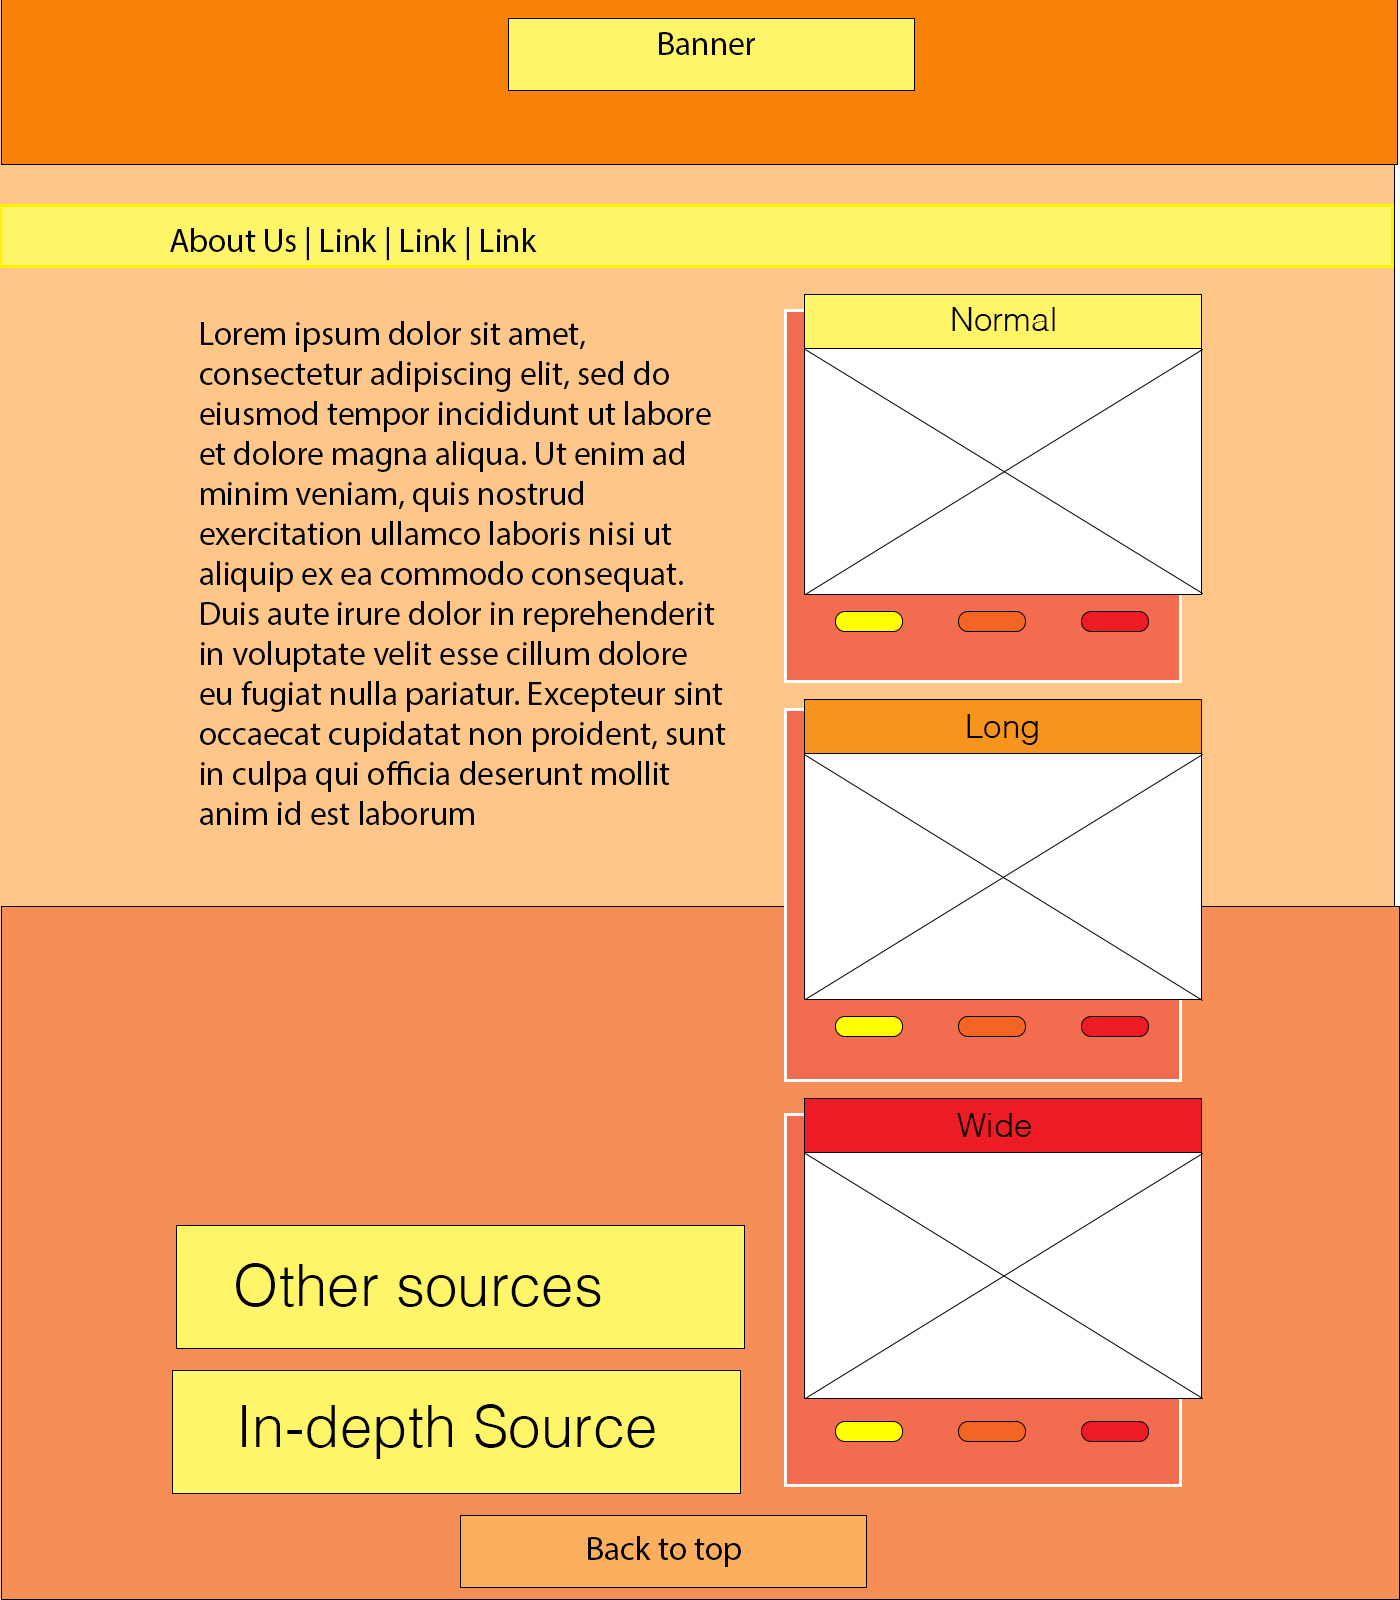 Banner
About Us | Link | Link | Link
Lorem ipsum dolor sit amet,
consectetur adipiscing elit, sed do
eiusmod tempor incididunt ut labore
et dolore magna aliqua. Ut enim ad
minim veniam, quis nostrud
exercitation ullamco laboris nisi ut
aliquip ex ea commodo consequat.
Duis aute irure dolor in reprehenderit
in voluptate velit esse cillum dolore
eu fugiat nulla pariatur. Excepteur sint
occaecat cupidatat non proident, sunt
in culpa qui officia deserunt mollit
anim id est laborum
Normal
Long
Wide
Other sources
In-depth Source
Back to top